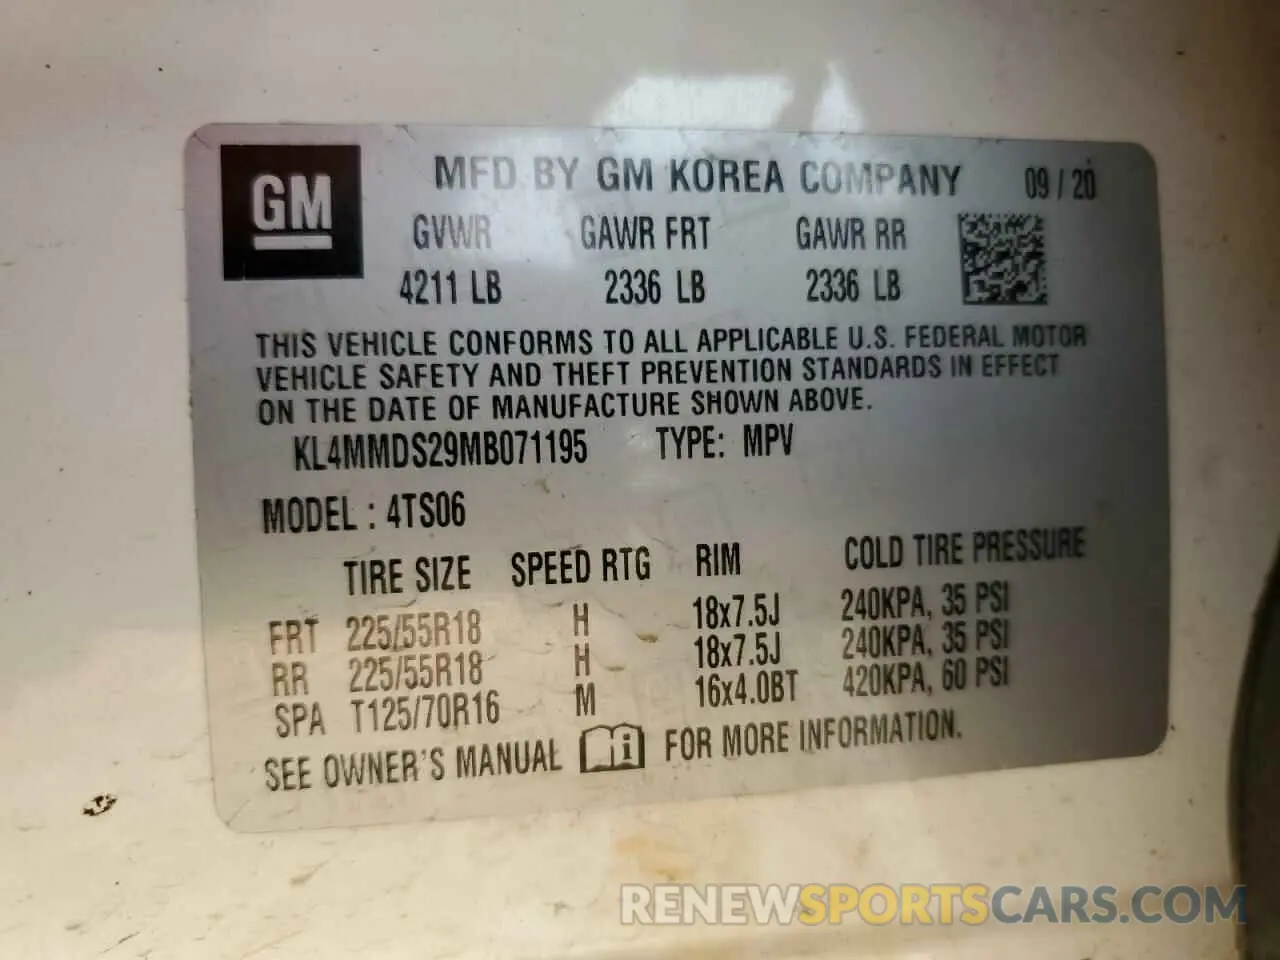 GM
MFD BY GM KOREA COMPANY 09 / 20
GVWR GAWR FRT GAWR RR
4211 LB 2336 LB 2336 LB
THIS VEHICLE CONFORMS TO ALL APPLICABLE U.S. FEDERAL MOTOR
VEHICLE SAFETY AND THEFT PREVENTION STANDARDS IN EFFECT
ON THE DATE OF MANUFACTURE SHOWN ABOVE.
KL4MMDS29MB071195 TYPE: MPV
MODEL : 4TS06
TIRE SIZE SPEED RTG RIM COLD TIRE PRESSURE
FRT 225/55R18 H 18x7.5J 240KPA, 35 PSI
RR 225/55R18 H 18x7.5J 240KPA, 35 PSI
SPA T125/70R16 M 16x4.0BT 420KPA, 60 PSI
SEE OWNER'S MANUAL i FOR MORE INFORMATION.
RENEWSPORTSCARS.COM